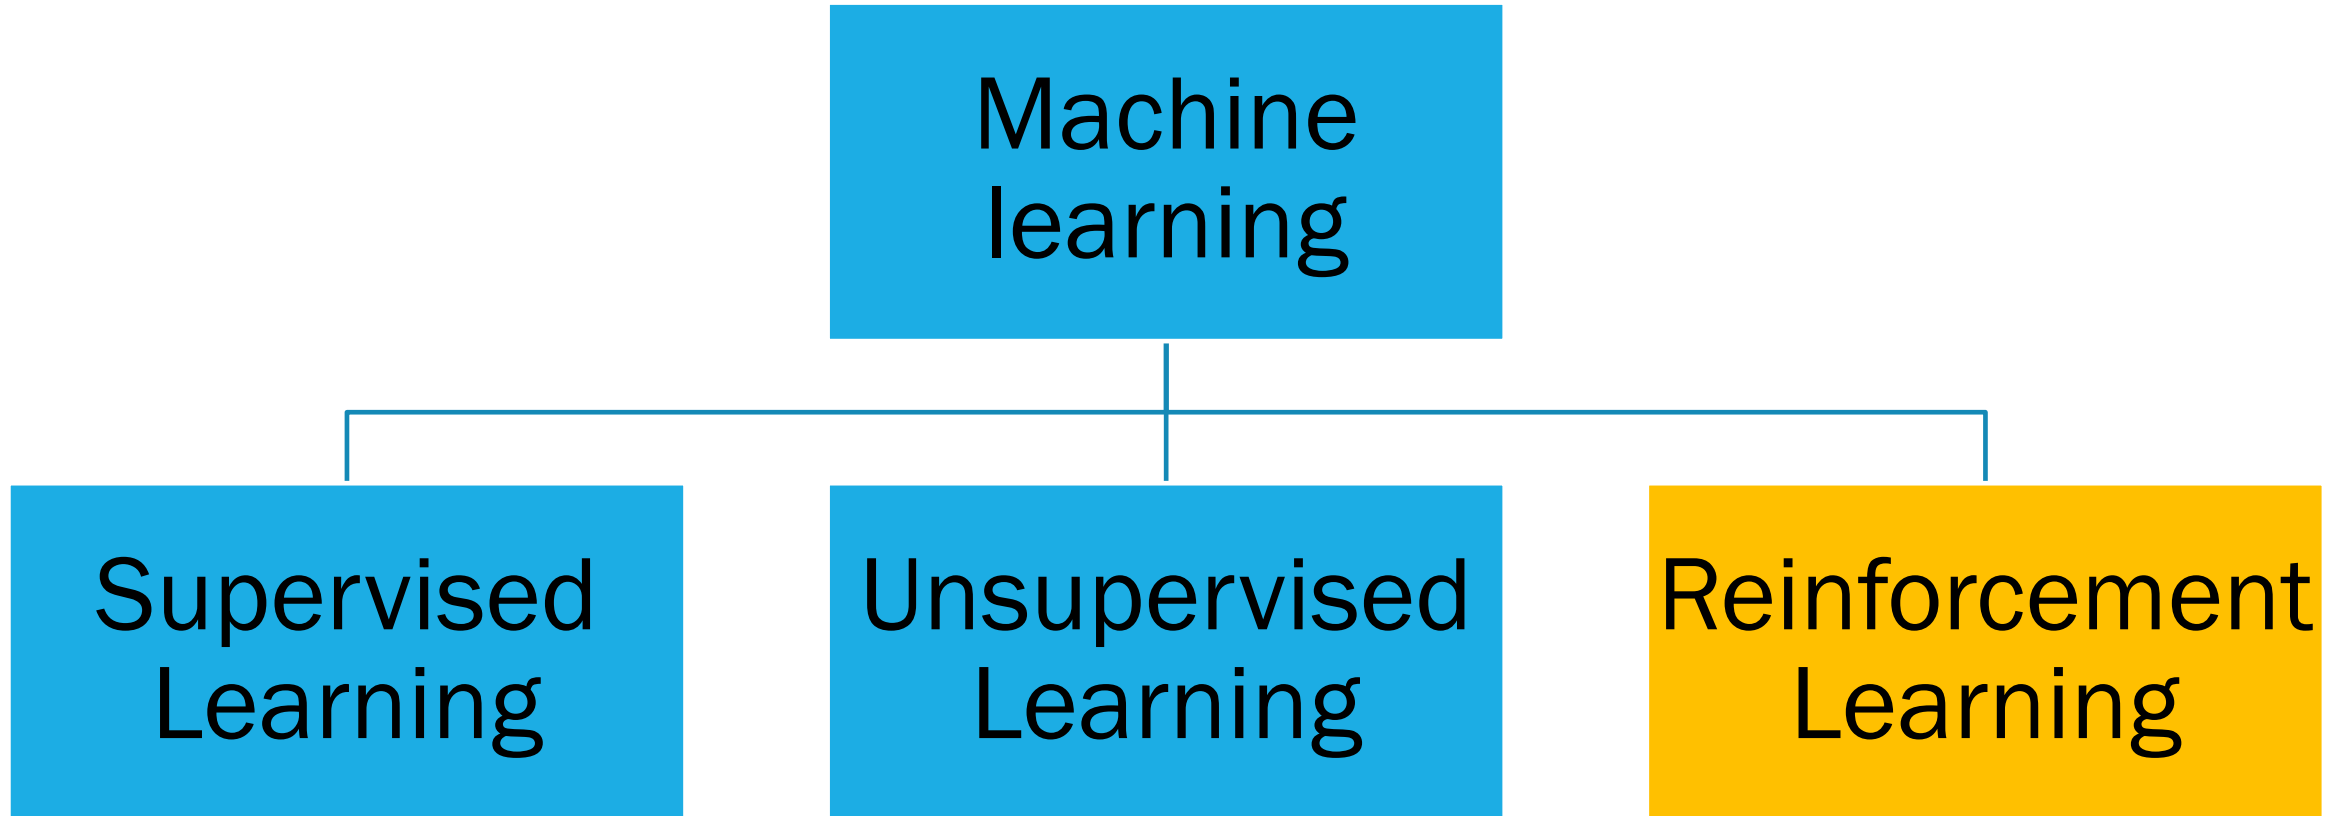 Machine
learning
Supervised
Learning
Unsupervised
Learning
Reinforcement
Learning